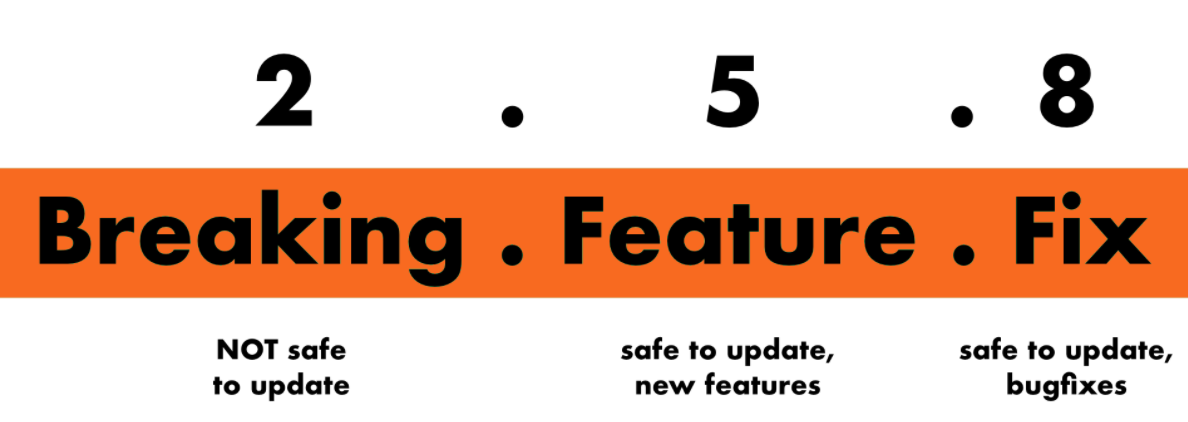 2 . 5 . 8
Breaking . Feature . Fix
NOT safe
to update
safe to update,
new features
safe to update,
bugfixes